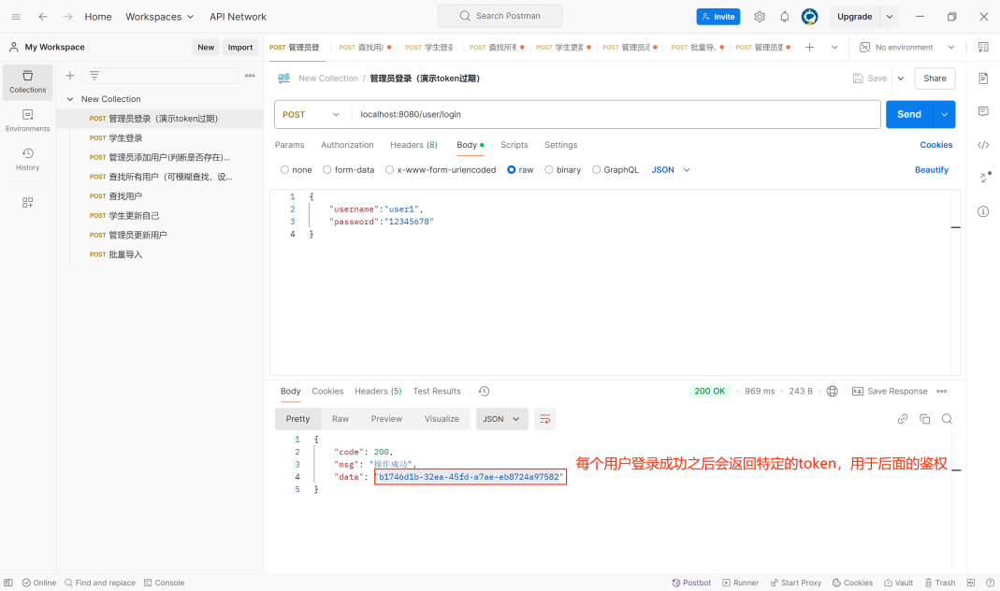 Home Workspaces API Network Search Postman Invite Upgrade
My Workspace New Import POST 管理员登 POST 查找用户 POST 学生登录 POST 查找所有 POST 学生更新 POST 管理员添 POST 批量导入 POST 管理员更 No environment
Collections
Environments
History
New Collection
POST 管理员登录（演示token过期）
POST 学生登录
POST 管理员添加用户(判断是否存在)...
POST 查找所有用户（可模糊查找，设...
POST 查找用户
POST 学生更新自己
POST 管理员更新用户
POST 批量导入
New Collection / 管理员登录（演示token过期） Save Share
POST localhost:8080/user/login Send
Params Authorization Headers (8) Body Scripts Settings Cookies
none form-data x-www-form-urlencoded raw binary GraphQL JSON Beautify
1 {
2 "username":"user1",
3 "password":"12345678"
4 }
Body Cookies Headers (5) Test Results 200 OK 969 ms 243 B Save Response
Pretty Raw Preview Visualize JSON
1 {
2 "code": 200,
3 "msg": "操作成功",
4 "data": "b1746d1b-32ea-45fd-a7ae-eb8724a97582"
5 }
每个用户登录成功之后会返回特定的token，用于后面的鉴权
Online Find and replace Console Postbot Runner Start Proxy Cookies Vault Trash